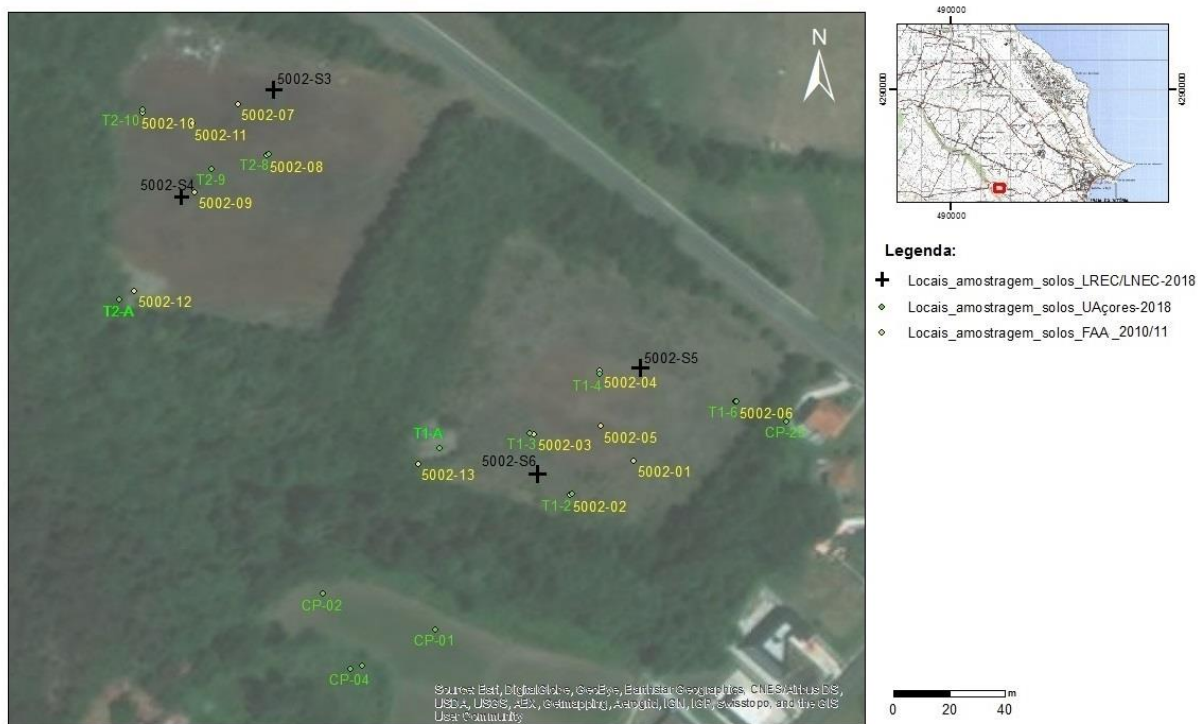 N
5002-S3
5002-07
T2-10
5002-10
5002-11
T2-8
5002-08
T2-9
5002-S4
5002-09
5002-12
T2-A
5002-S5
T1-4
5002-04
T1-6
5002-06
T1-A
T1-3
5002-03
5002-05
5002-S6
5002-13
5002-01
T1-2
5002-02
CP-02
CP-01
CP-04
Source: Esri, DigitalGlobe, GeoEye, Earthstar Geographics, CNES/Airbus DS,
USDA, USGS, AEX, Getmapping, Aerogrid, IGN, IGP, swisstopo, and the GIS
User Community
490000
4290000
4290000
490000
Legenda:
Locais_amostragem_solos_LREC/LNEC-2018
Locais_amostragem_solos_UAçores-2018
Locais_amostragem_solos_FAA_2010/11
m
0 20 40